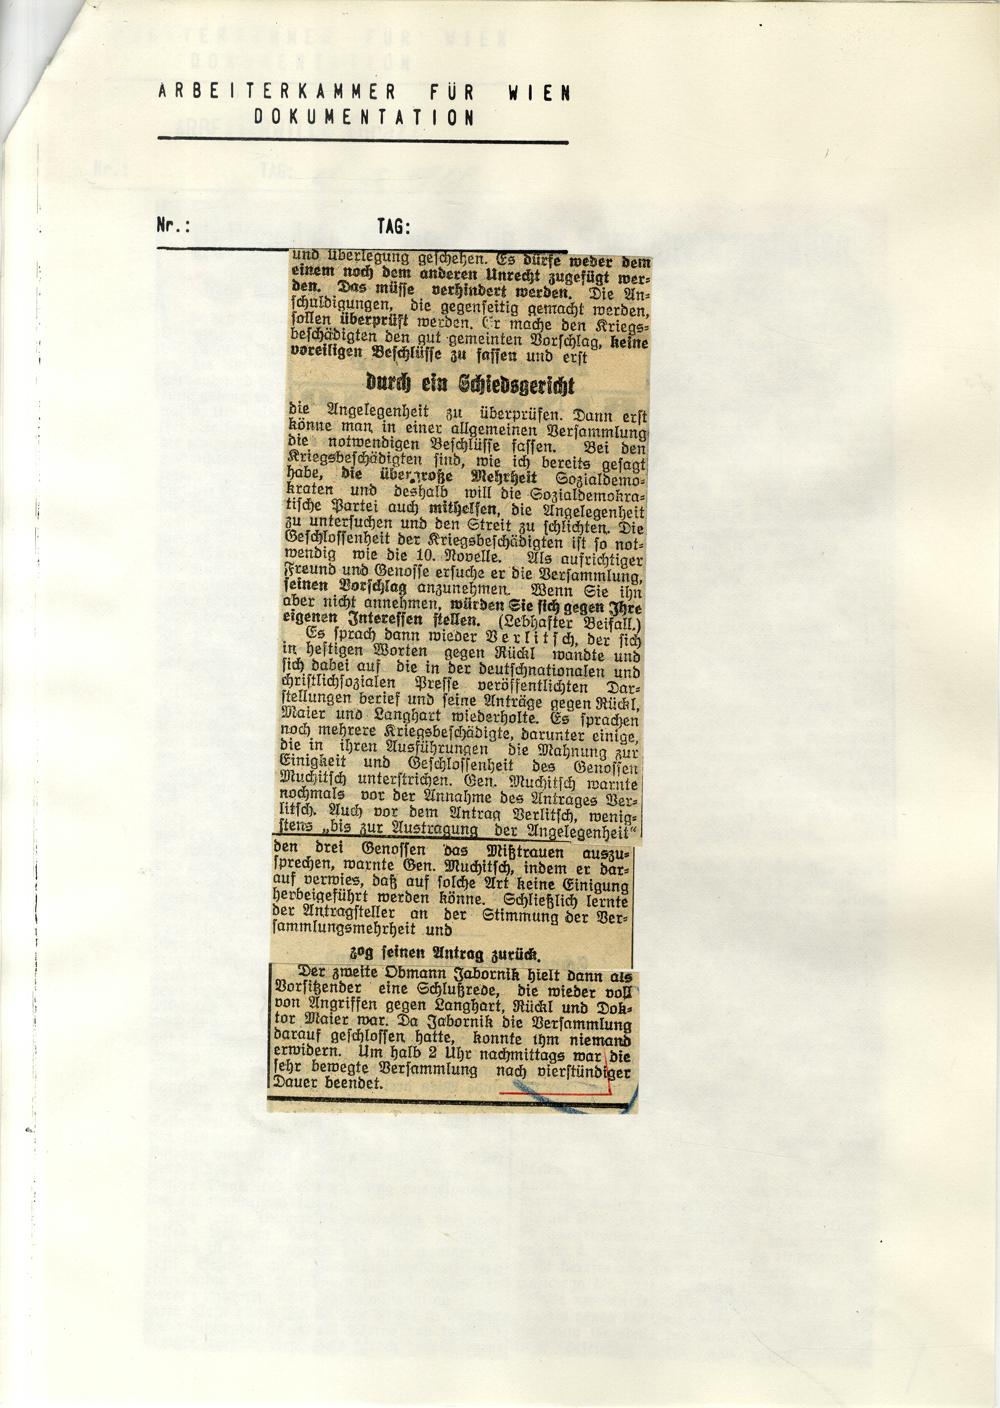 ARBEITERKAMMER FÜR WIEN
DOKUMENTATION
Nr.: TAG:
und Überlegung geschehen. Es dürfe weder dem
einem noch dem anderen Unrecht zugefügt wer-
den. Das müsse verhindert werden. Die An-
schuldigungen, die gegenseitig gemacht werden,
sollen überprüft werden. Er mache den Kriegs-
beschädigten den gut gemeinten Vorschlag, keine
voreiligen Beschlüsse zu fassen und erst
durch ein Schiedsgericht
die Angelegenheit zu überprüfen. Dann erst
könne man in einer allgemeinen Versammlung
die notwendigen Beschlüsse fassen. Bei den
Kriegsbeschädigten sind, wie ich bereits gesagt
habe, die übergroße Mehrheit Sozialdemo-
kraten und deshalb will die Sozialdemokra-
tische Partei auch mithelfen, die Angelegenheit
zu untersuchen und den Streit zu schlichten. Die
Geschlossenheit der Kriegsbeschädigten ist so not-
wendig wie die 10. Novelle. Als aufrichtiger
Freund und Genosse ersuche er die Versammlung,
seinen Vorschlag anzunehmen. Wenn Sie ihn
aber nicht annehmen, würden Sie sich gegen Ihre
eigenen Interessen stellen. (Lebhafter Beifall.)
Es sprach dann wieder Verlitsch, der sich
in heftigen Worten gegen Rückl wandte und
sich dabei auf die in der deutschnationalen und
christlichsozialen Presse veröffentlichten Dar-
stellungen berief und seine Anträge gegen Rückl,
Maier und Langhart wiederholte. Es sprachen
noch mehrere Kriegsbeschädigte, darunter einige,
die in ihren Ausführungen die Mahnung zur
Einigkeit und Geschlossenheit des Genossen
Muchitsch unterstrichen. Gen. Muchitsch warnte
nochmals vor der Annahme des Antrages Ver-
litsch. Auch vor dem Antrag Verlitsch, wenig-
stens „bis zur Austragung der Angelegenheit“
den drei Genossen das Mißtrauen auszu-
sprechen, warnte Gen. Muchitsch, indem er dar-
auf verwies, daß auf solche Art keine Einigung
herbeigeführt werden könne. Schließlich lernte
der Antragsteller an der Stimmung der Ver-
sammlungsmehrheit und
zog seinen Antrag zurück.
Der zweite Obmann Jabornik hielt dann als
Vorsitzender eine Schlußrede, die wieder voll
von Angriffen gegen Langhart, Rückl und Dok-
tor Maier war. Da Jabornik die Versammlung
darauf geschlossen hatte, konnte ihm niemand
erwidern. Um halb 2 Uhr nachmittags war die
sehr bewegte Versammlung nach vierstündiger
Dauer beendet.